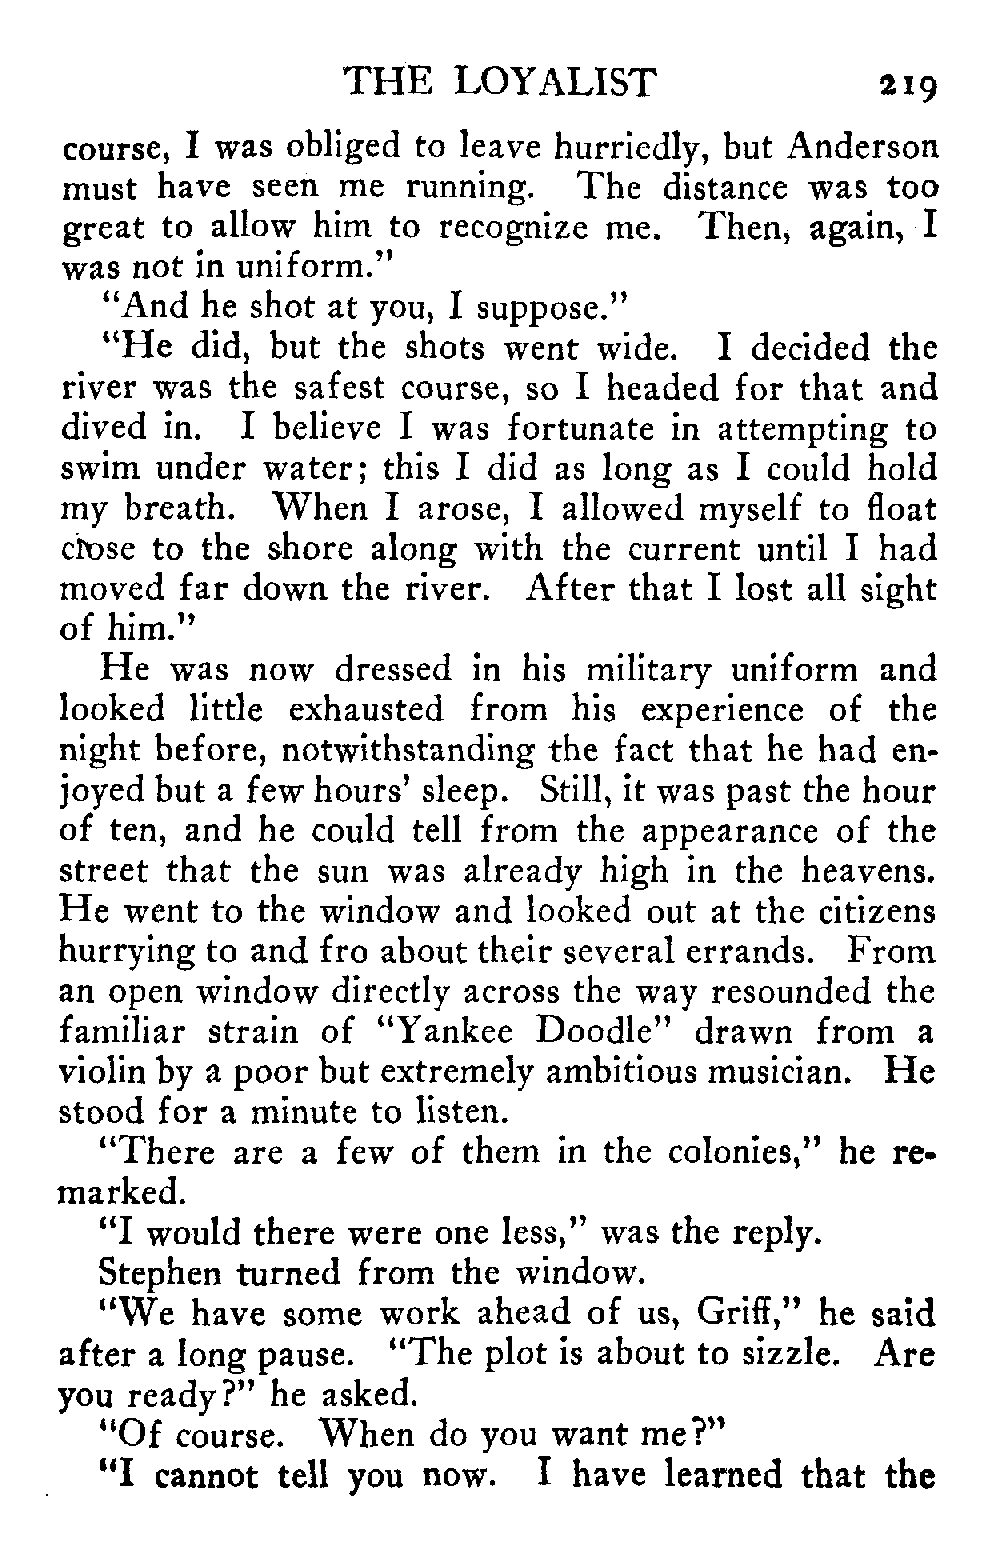 THE LOYALIST 219
course, I was obliged to leave hurriedly, but Anderson
must have seen me running. The distance was too
great to allow him to recognize me. Then, again, I
was not in uniform."
"And he shot at you, I suppose."
"He did, but the shots went wide. I decided the
river was the safest course, so I headed for that and
dived in. I believe I was fortunate in attempting to
swim under water; this I did as long as I could hold
my breath. When I arose, I allowed myself to float
close to the shore along with the current until I had
moved far down the river. After that I lost all sight
of him."
He was now dressed in his military uniform and
looked little exhausted from his experience of the
night before, notwithstanding the fact that he had en-
joyed but a few hours' sleep. Still, it was past the hour
of ten, and he could tell from the appearance of the
street that the sun was already high in the heavens.
He went to the window and looked out at the citizens
hurrying to and fro about their several errands. From
an open window directly across the way resounded the
familiar strain of "Yankee Doodle" drawn from a
violin by a poor but extremely ambitious musician. He
stood for a minute to listen.
"There are a few of them in the colonies," he re-
marked.
"I would there were one less," was the reply.
Stephen turned from the window.
"We have some work ahead of us, Griff," he said
after a long pause. "The plot is about to sizzle. Are
you ready?" he asked.
"Of course. When do you want me?"
"I cannot tell you now. I have learned that the